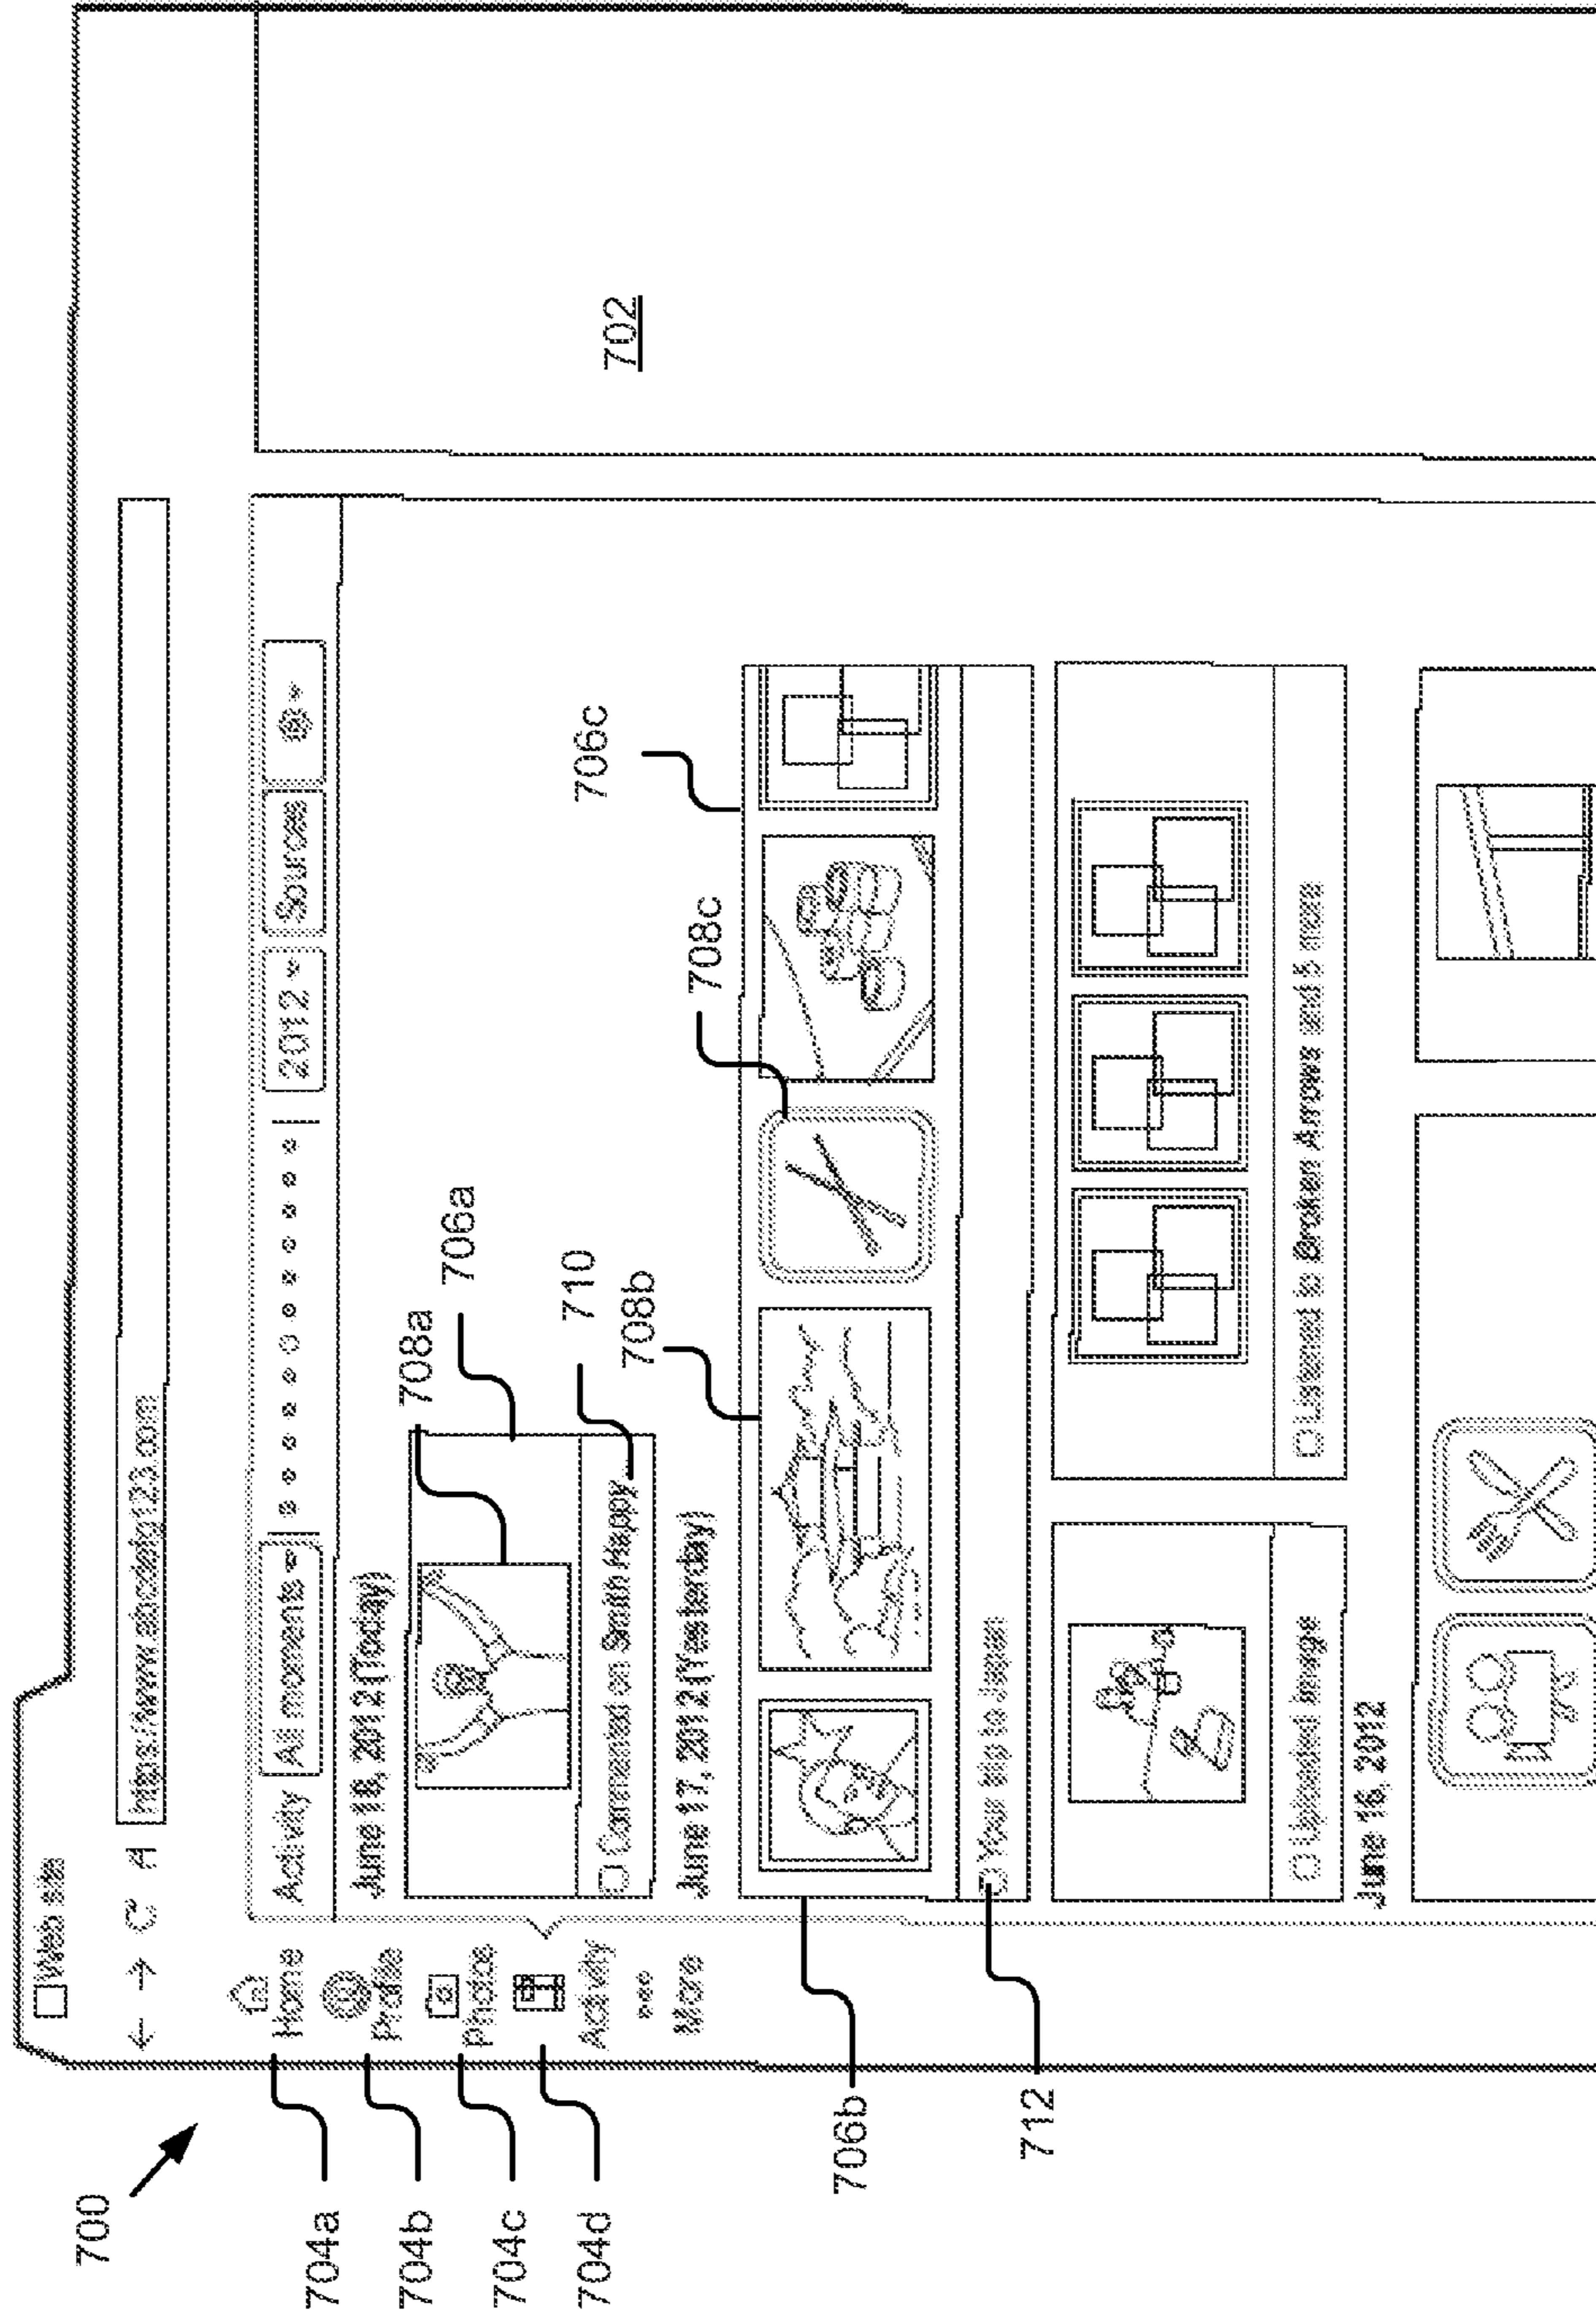 700
Web site
https://www.abcdefg123.com
704a
Home
704b
Profile
704c
Photos
704d
Activity
More
Activity
All moments
2012
Sources
June 18, 2012 (Today)
708a
706a
Commented on Smith Happy
710
June 17, 2012 (Yesterday)
708b
708c
706c
706b
Your trip to Japan
712
Uploaded image
Listened to Broken Arrows and 5 more
June 16, 2012
702